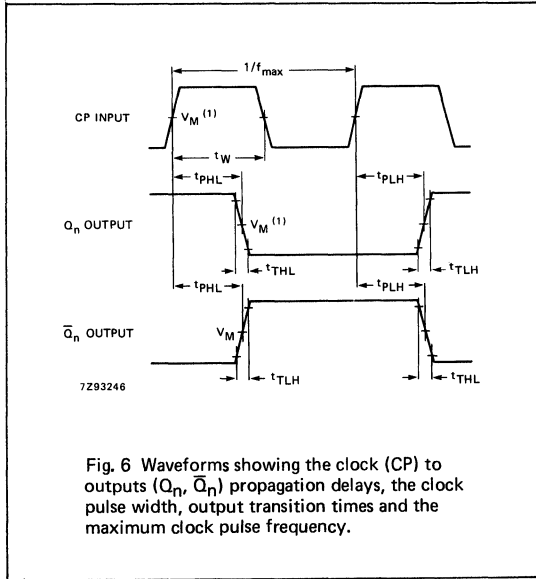 1/fmax
CP INPUT
VM (1)
tW
tPHL
tPLH
Qn OUTPUT
VM (1)
tTHL
tTLH
tPHL
tPLH
Q̄n OUTPUT
VM
tTLH
tTHL
7Z93246
Fig. 6 Waveforms showing the clock (CP) to
outputs (Qn, Q̄n) propagation delays, the clock
pulse width, output transition times and the
maximum clock pulse frequency.